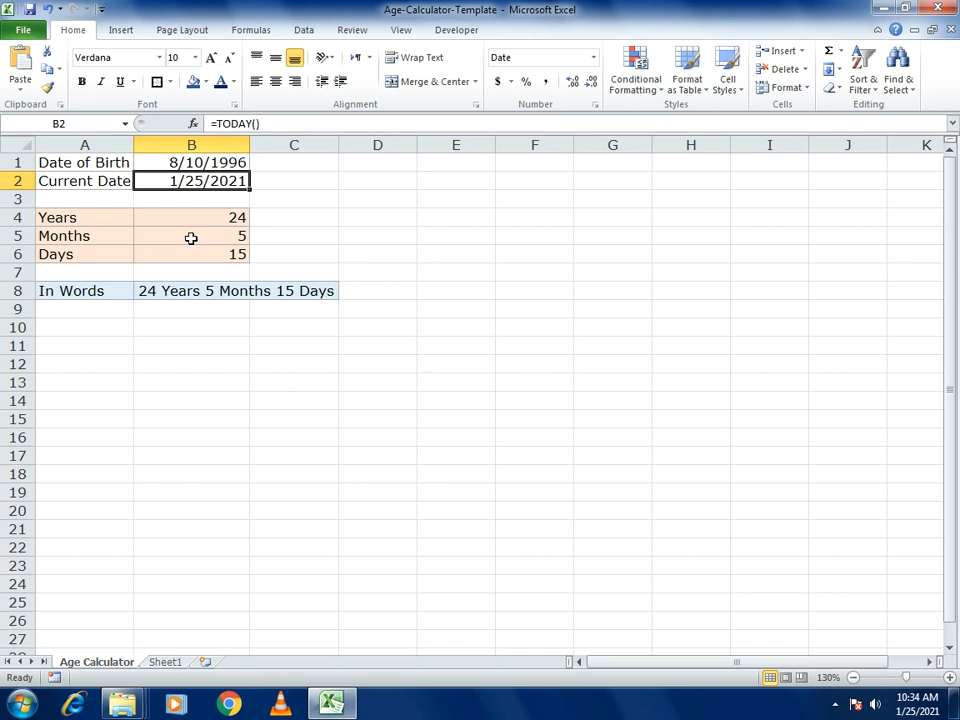 Age-Calculator-Template - Microsoft Excel
File Home Insert Page Layout Formulas Data Review View Developer
Paste
Clipboard
Verdana 10
B I U
Font
Wrap Text
Merge & Center
Alignment
Date
$ % ,
Number
Conditional Formatting
Format as Table
Cell Styles
Styles
Insert
Delete
Format
Cells
Sort & Filter
Find & Select
Editing
B2 fx =TODAY()
A B C D E F G H I J K
1 Date of Birth 8/10/1996
2 Current Date 1/25/2021
3
4 Years 24
5 Months 5
6 Days 15
7
8 In Words 24 Years 5 Months 15 Days
9
10
11
12
13
14
15
16
17
18
19
20
21
22
23
24
25
26
27
Age Calculator Sheet1
Ready 130%
10:34 AM
1/25/2021